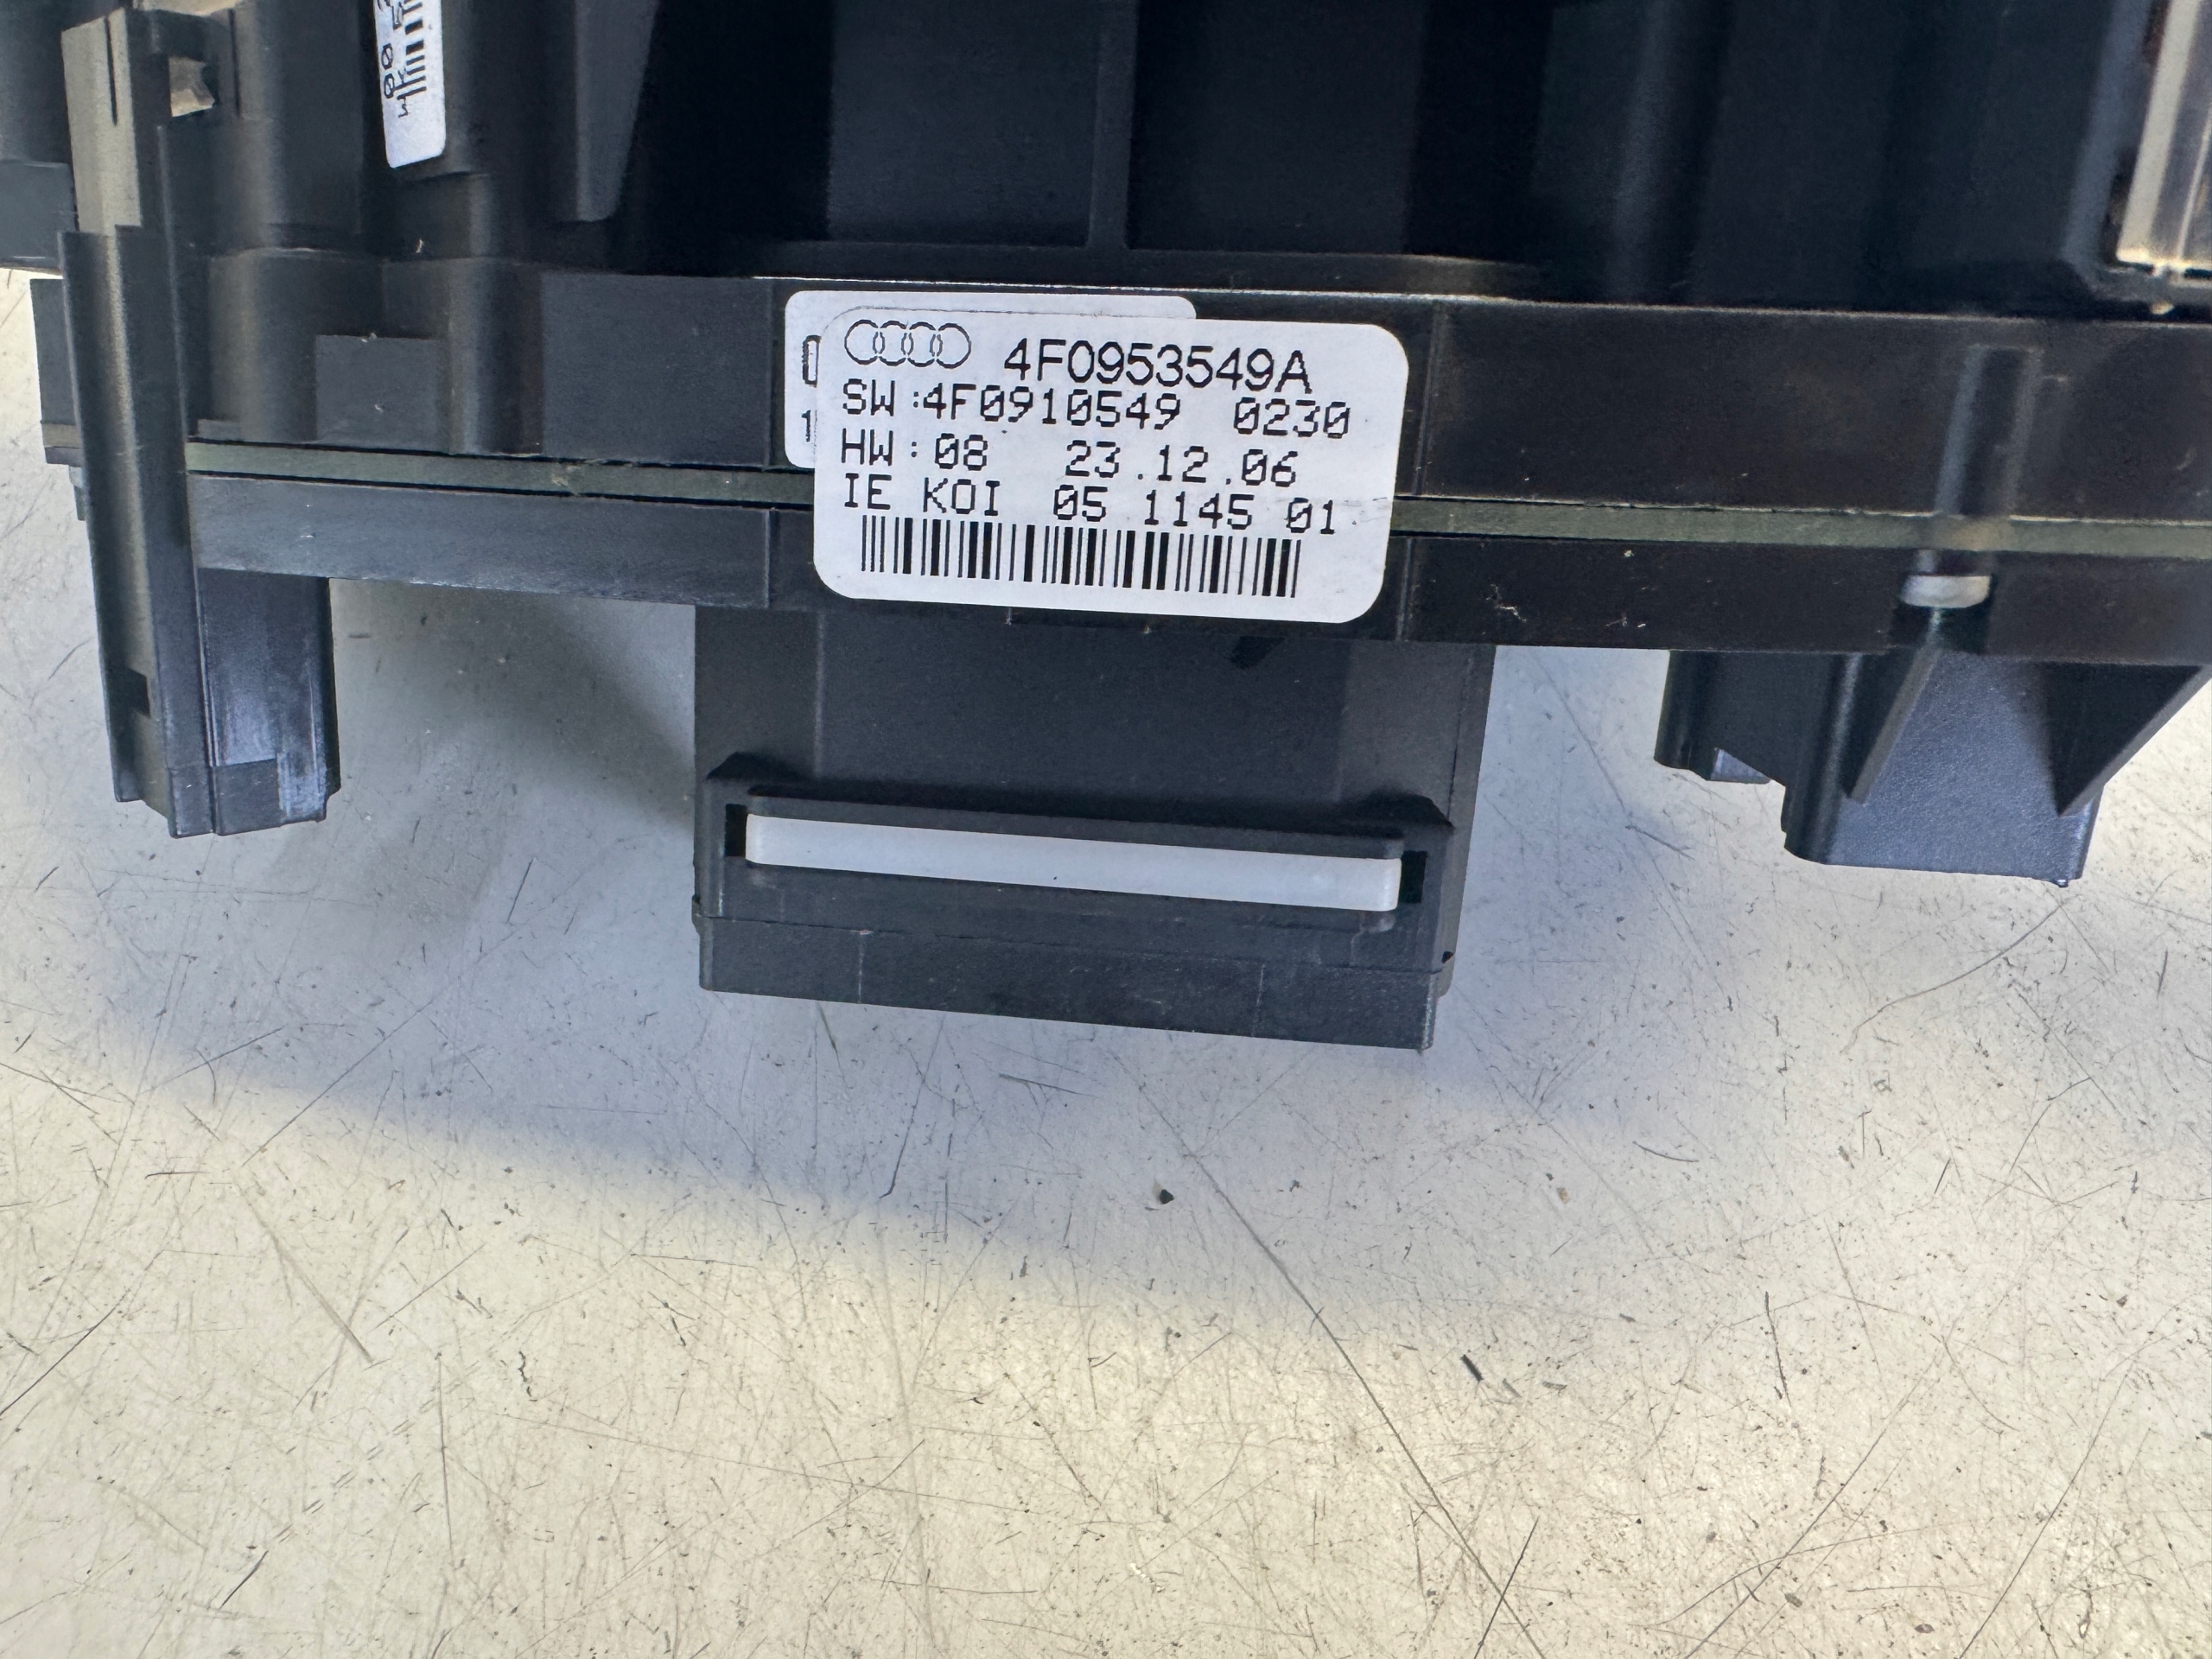 4F0953549A
SW:4F0910549 0230
HW:08 23.12.06
IE KOI 05 1145 01